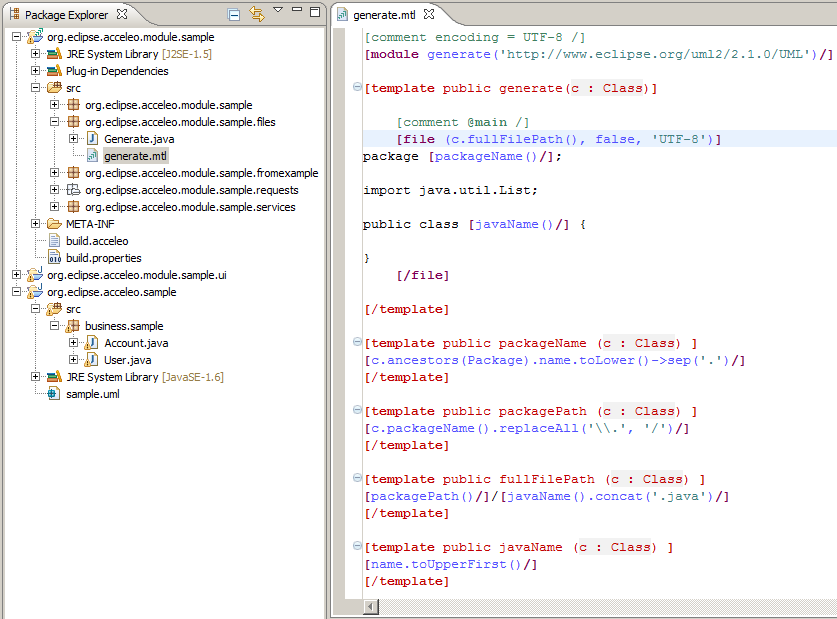 Package Explorer
org.eclipse.acceleo.module.sample
JRE System Library [J2SE-1.5]
Plug-in Dependencies
src
org.eclipse.acceleo.module.sample
org.eclipse.acceleo.module.sample.files
Generate.java
generate.mtl
org.eclipse.acceleo.module.sample.fromexample
org.eclipse.acceleo.module.sample.requests
org.eclipse.acceleo.module.sample.services
META-INF
build.acceleo
build.properties
org.eclipse.acceleo.module.sample.ui
org.eclipse.acceleo.sample
src
business.sample
Account.java
User.java
JRE System Library [JavaSE-1.6]
sample.uml
generate.mtl
[comment encoding = UTF-8 /]
[module generate('http://www.eclipse.org/uml2/2.1.0/UML')/]
[template public generate(c : Class)]
[comment @main /]
[file (c.fullFilePath(), false, 'UTF-8')]
package [packageName()/];
import java.util.List;
public class [javaName()/] {
}
[/file]
[/template]
[template public packageName (c : Class) ]
[c.ancestors(Package).name.toLower()->sep('.')/]
[/template]
[template public packagePath (c : Class) ]
[c.packageName().replaceAll('\\.', '/')/]
[/template]
[template public fullFilePath (c : Class) ]
[packagePath()/]/[javaName().concat('.java')/]
[/template]
[template public javaName (c : Class) ]
[name.toUpperFirst()/]
[/template]